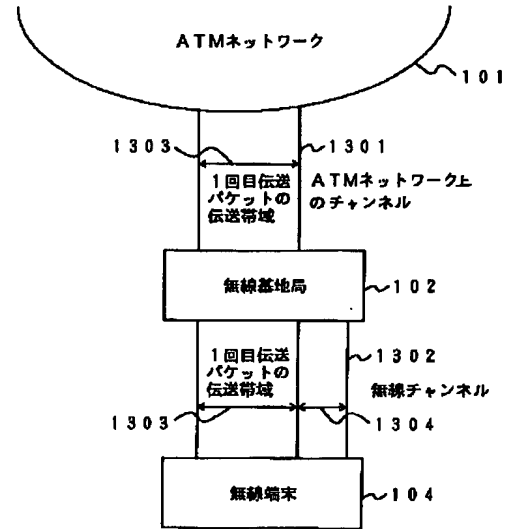 ATMネットワーク
101
1303
1301
1回目伝送
パケットの
伝送帯域
ATMネットワーク上
のチャンネル
無線基地局
102
1回目伝送
パケットの
伝送帯域
1302
無線チャンネル
1303
1304
無線端末
104